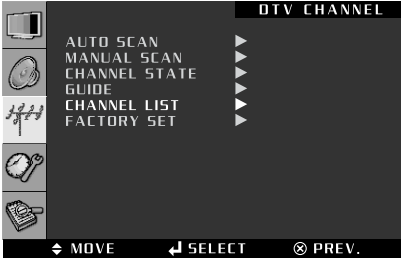 DTV CHANNEL
AUTO SCAN
MANUAL SCAN
CHANNEL STATE
GUIDE
CHANNEL LIST
FACTORY SET
MOVE SELECT PREV.